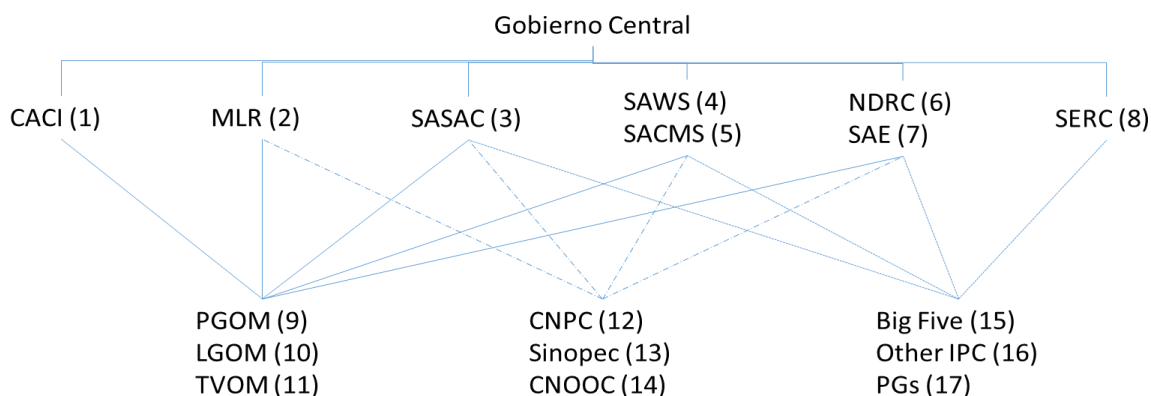 Gobierno Central
CACI (1)
MLR (2)
SASAC (3)
SAWS (4)
SACMS (5)
NDRC (6)
SAE (7)
SERC (8)
PGOM (9)
LGOM (10)
TVOM (11)
CNPC (12)
Sinopec (13)
CNOOC (14)
Big Five (15)
Other IPC (16)
PGs (17)